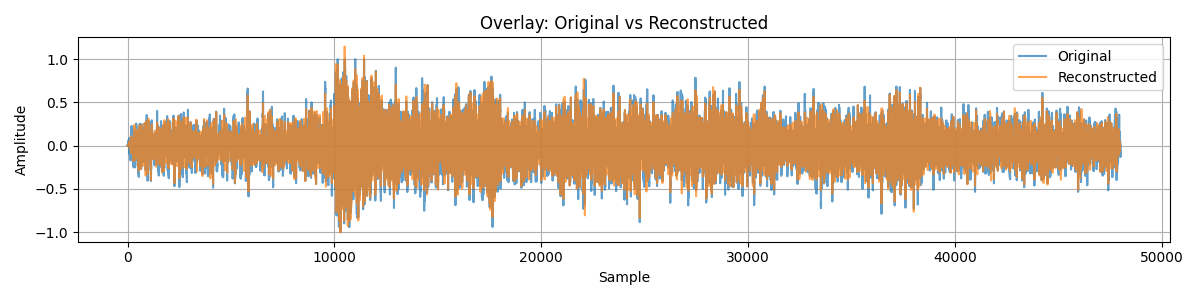 Overlay: Original vs Reconstructed
Original
Reconstructed
Amplitude
1.0
0.5
0.0
−0.5
−1.0
0 10000 20000 30000 40000 50000
Sample